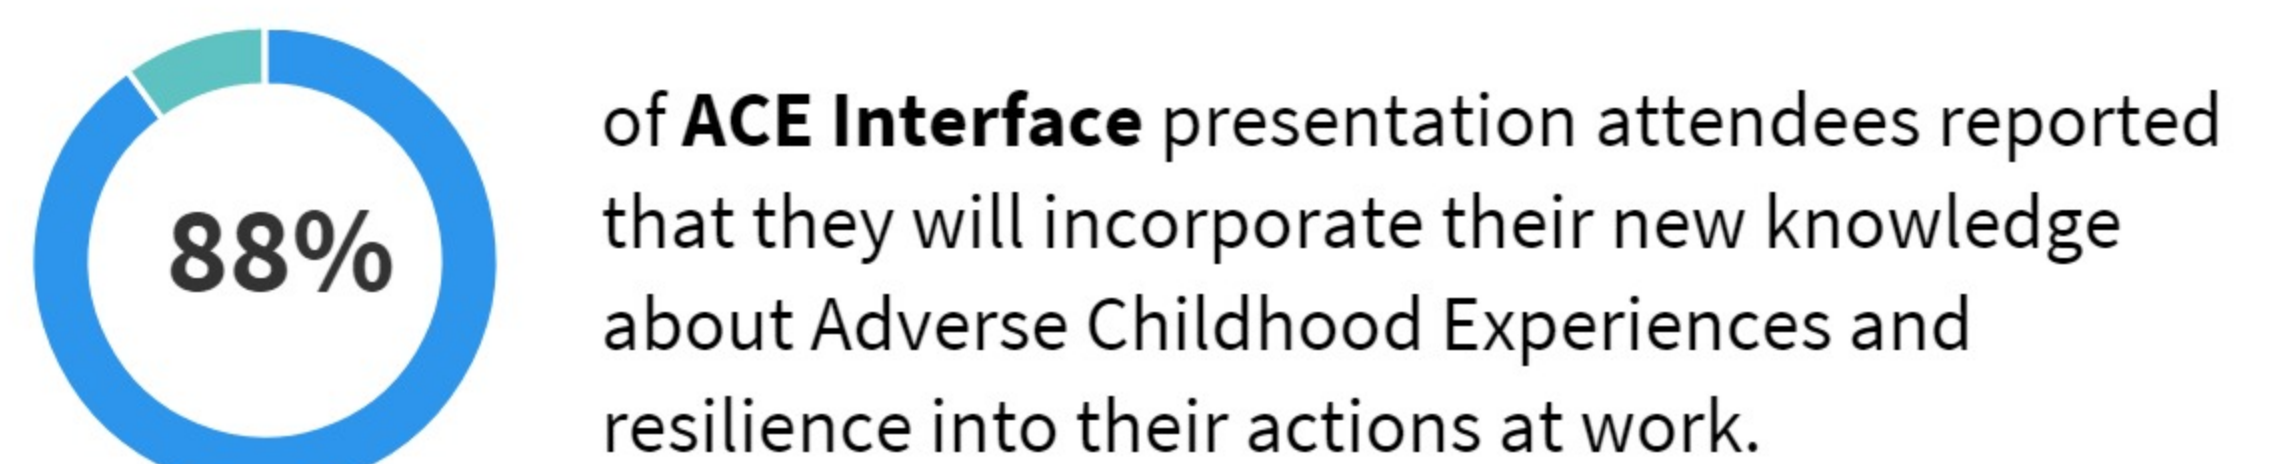 88%
of ACE Interface presentation attendees reported
that they will incorporate their new knowledge
about Adverse Childhood Experiences and
resilience into their actions at work.